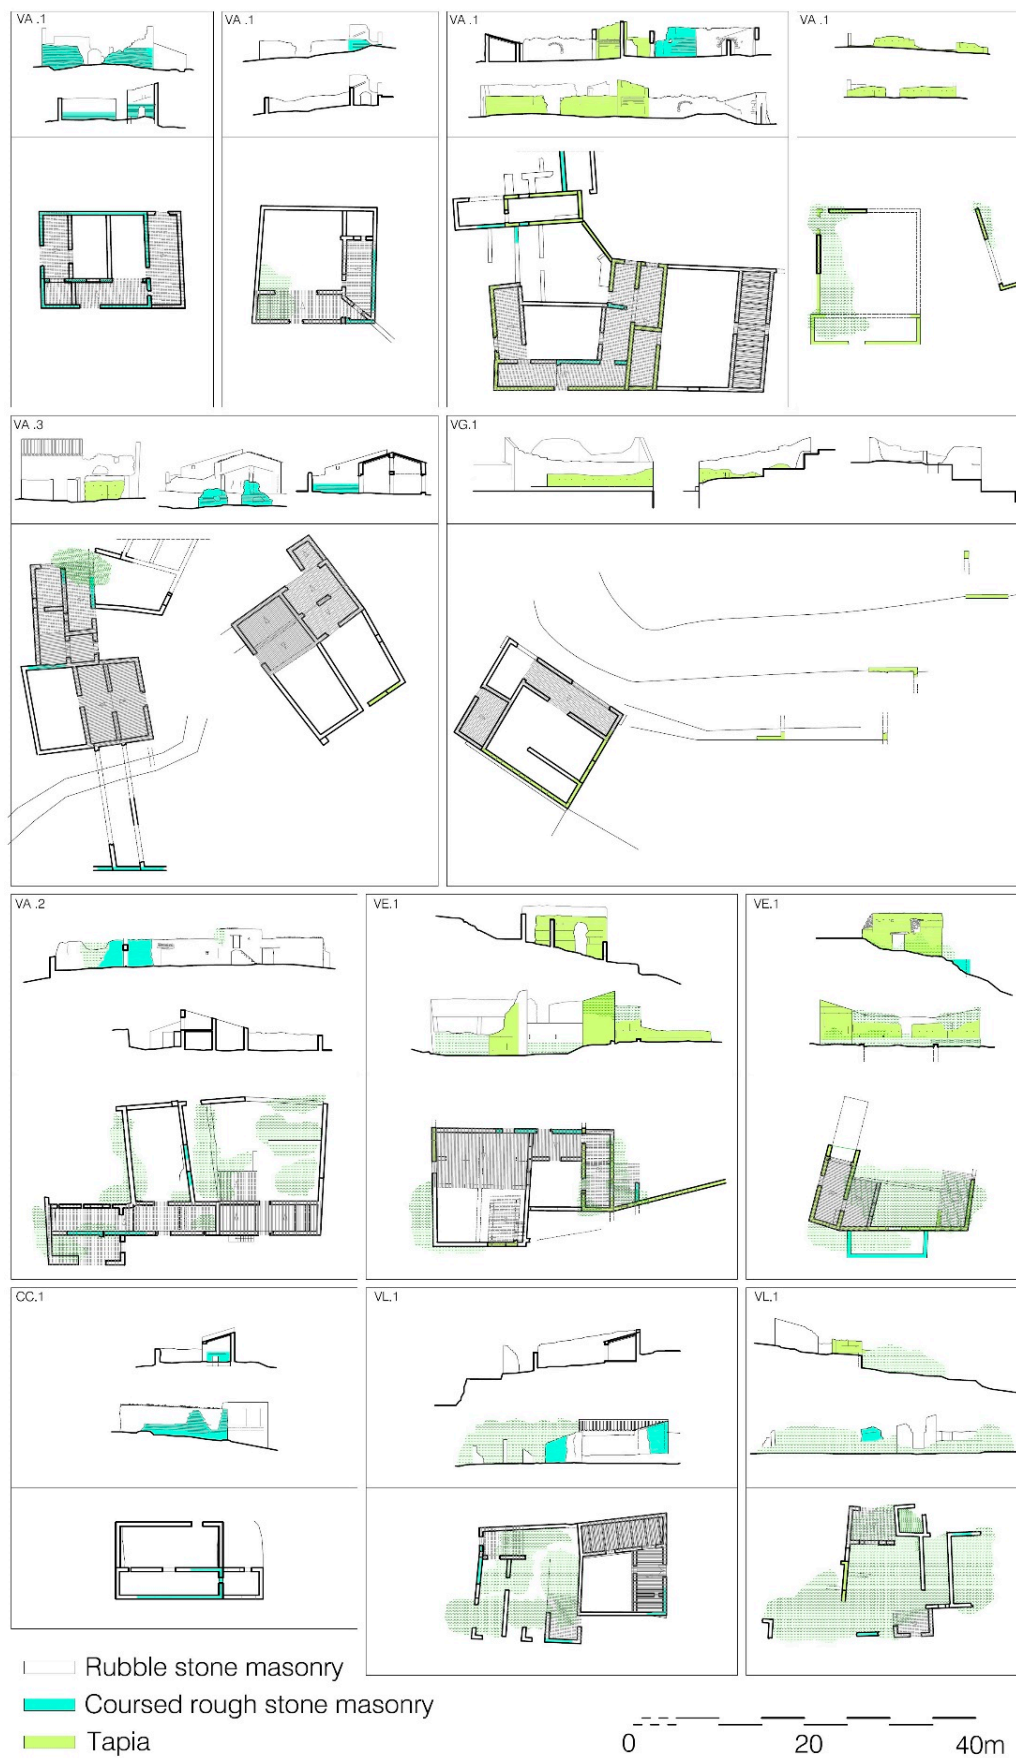 VA .1
VA .1
VA .1
VA .1
VA .3
VG.1
VA .2
VE.1
VE.1
CC.1
VL.1
VL.1
Rubble stone masonry
Coursed rough stone masonry
Tapia
0 20 40m